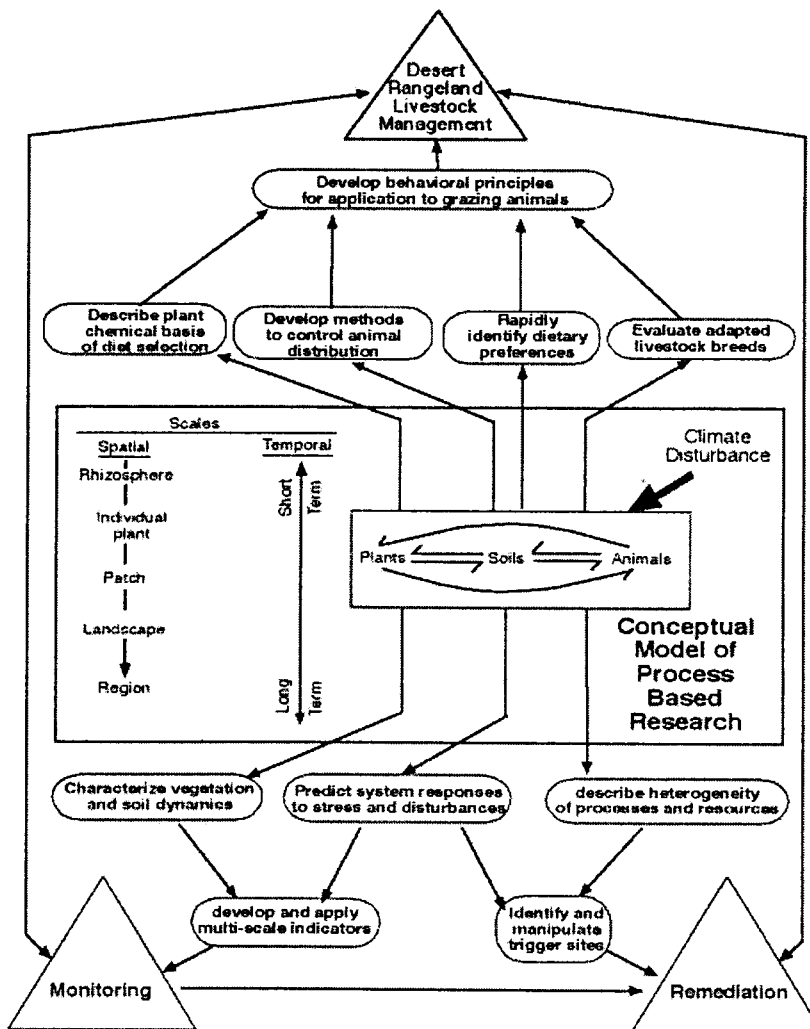 Desert
Rangeland
Livestock
Management
Develop behavioral principles
for application to grazing animals
Describe plant
chemical basis
of diet selection
Develop methods
to control animal
distribution
Rapidly
identify dietary
preferences
Evaluate adapted
livestock breeds
Scales
Spatial
Temporal
Rhizosphere
Individual
plant
Patch
Landscape
Region
Short
Term
Long
Term
Climate
Disturbance
Plants
Soils
Animals
Conceptual
Model of
Process
Based
Research
Characterize vegetation
and soil dynamics
Predict system responses
to stress and disturbances
describe heterogeneity
of processes and resources
develop and apply
multi-scale indicators
Identify and
manipulate
trigger sites
Monitoring
Remediation